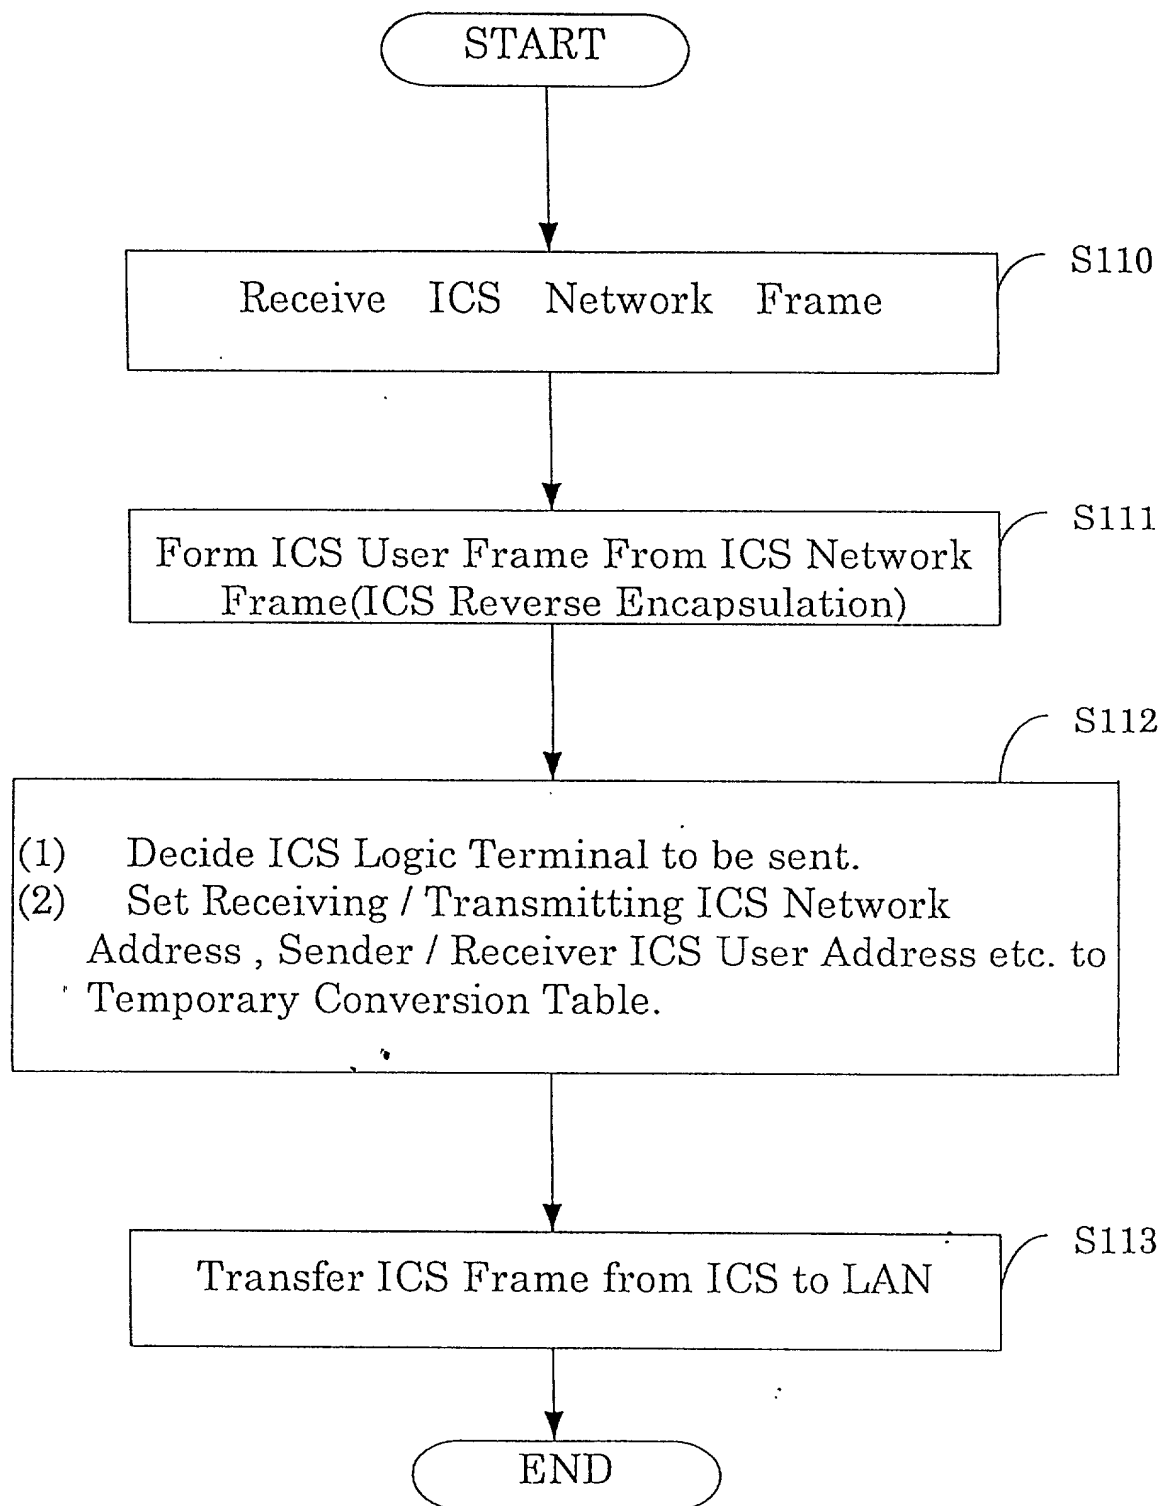 START
S110
Receive ICS Network Frame
S111
Form ICS User Frame From ICS Network
Frame(ICS Reverse Encapsulation)
S112
(1) Decide ICS Logic Terminal to be sent.
(2) Set Receiving / Transmitting ICS Network
Address , Sender / Receiver ICS User Address etc. to
Temporary Conversion Table.
S113
Transfer ICS Frame from ICS to LAN
END